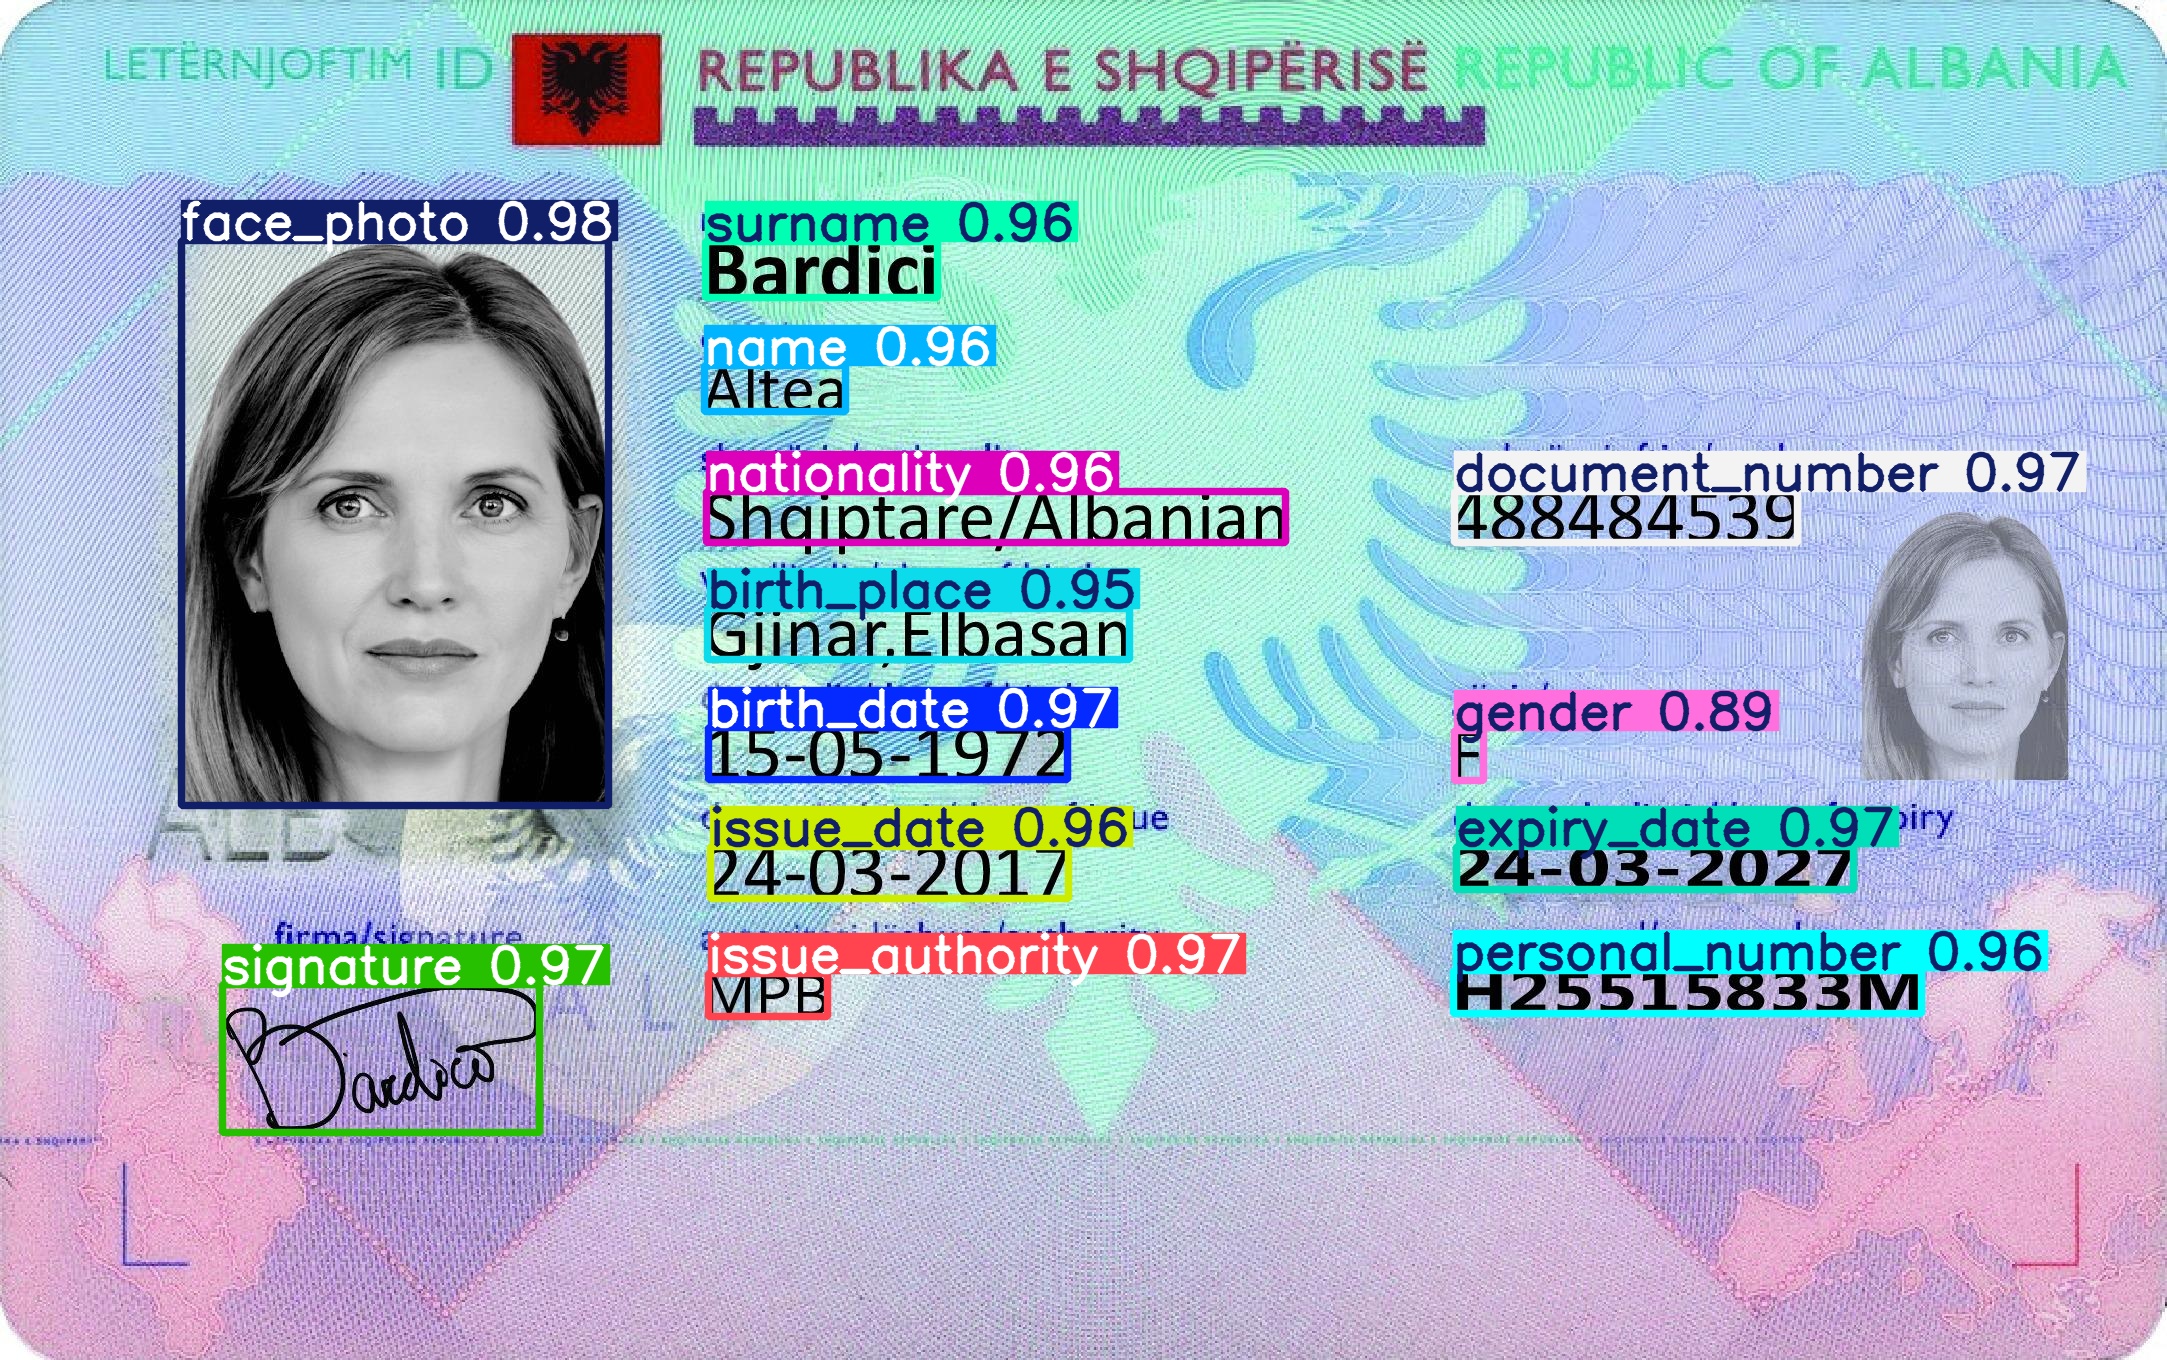 LETËRNJOFTIM ID REPUBLIKA E SHQIPËRISË REPUBLIC OF ALBANIA
face_photo 0.98
surname 0.96
Bardici
name 0.96
Altea
nationality 0.96
Shqiptare/Albanian
document_number 0.97
488484539
birth_place 0.95
Gjinar,Elbasan
birth_date 0.97
15-05-1972
gender 0.89
F
issue_date 0.96
24-03-2017
expiry_date 0.97
24-03-2027
firma/signature
signature 0.97
Bardici
issue_authority 0.97
MPB
personal_number 0.96
H25515833M